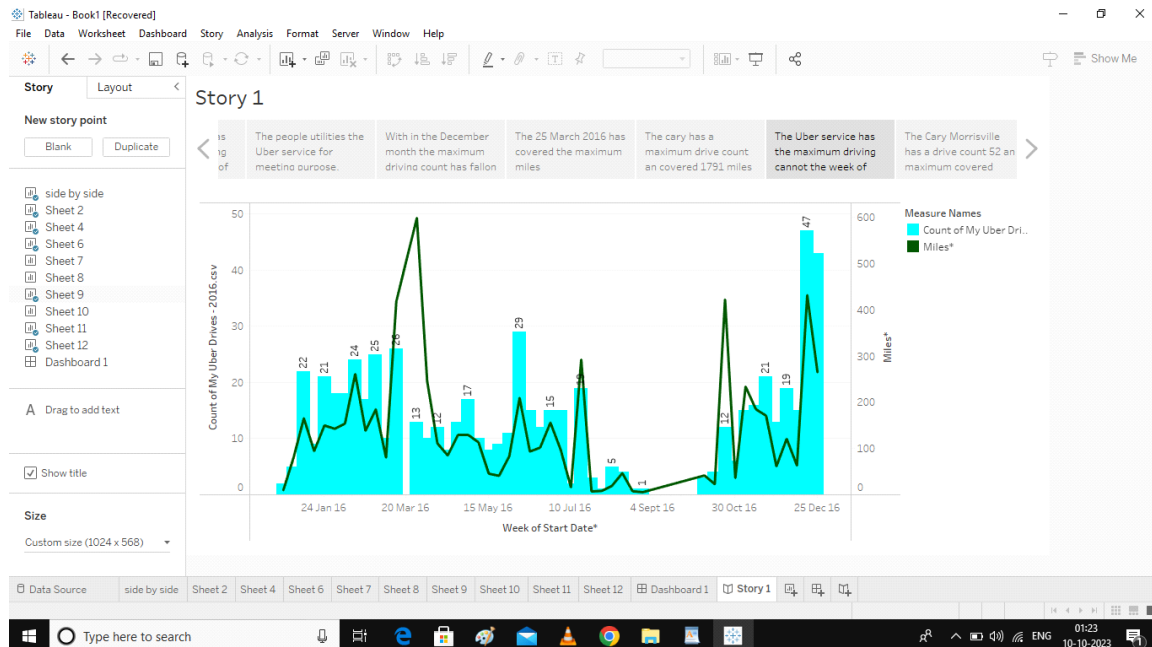 Tableau - Book1 [Recovered]
File Data Worksheet Dashboard Story Analysis Format Server Window Help
Show Me
Story Layout
New story point
Blank Duplicate
side by side
Sheet 2
Sheet 4
Sheet 6
Sheet 7
Sheet 8
Sheet 9
Sheet 10
Sheet 11
Sheet 12
Dashboard 1
A Drag to add text
Show title
Size
Custom size (1024 x 568)
Story 1
as
ng
of
The people utilities the
Uber service for
meeting purpose.
With in the December
month the maximum
driving count has fallon
The 25 March 2016 has
covered the maximum
miles
The cary has a
maximum drive count
an covered 1791 miles
The Uber service has
the maximum driving
cannot the week of
The Cary Morrisville
has a drive count 52 an
maximum covered
Count of My Uber Drives - 2016.csv
50
40
30
20
10
0
22
21
24
25
26
13
12
17
29
15
19
5
1
12
21
19
47
600
500
400
300
200
100
0
Miles*
24 Jan 16 20 Mar 16 15 May 16 10 Jul 16 4 Sept 16 30 Oct 16 25 Dec 16
Week of Start Date*
Measure Names
Count of My Uber Dri..
Miles*
Data Source side by side Sheet 2 Sheet 4 Sheet 6 Sheet 7 Sheet 8 Sheet 9 Sheet 10 Sheet 11 Sheet 12 Dashboard 1 Story 1
Type here to search
ENG
01:23
10-10-2023
1